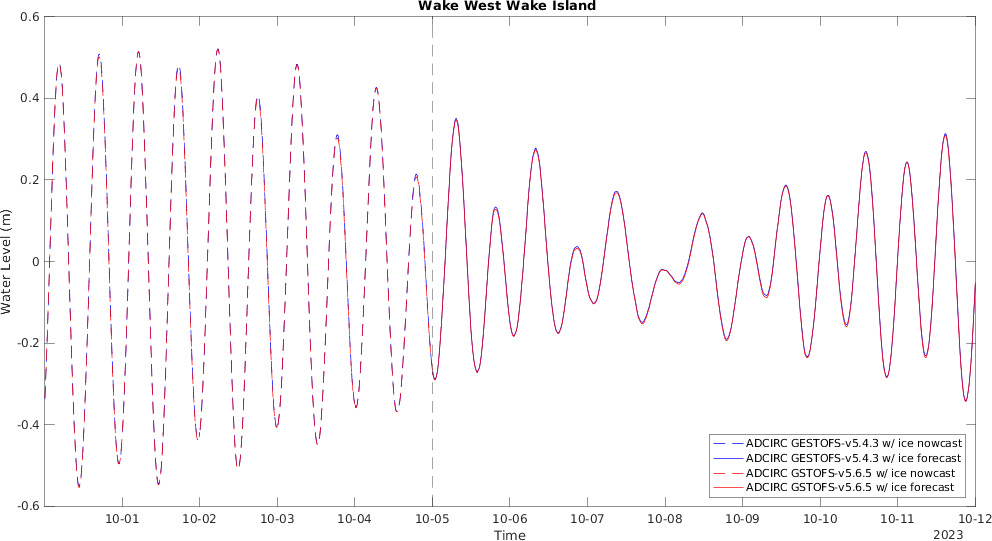 Wake West Wake Island
0.6
0.4
0.2
0
-0.2
-0.4
-0.6
Water Level (m)
10-01 10-02 10-03 10-04 10-05 10-06 10-07 10-08 10-09 10-10 10-11 10-12
Time
2023
ADCIRC GESTOFS-v5.4.3 w/ ice nowcast
ADCIRC GESTOFS-v5.4.3 w/ ice forecast
ADCIRC GSTOFS-v5.6.5 w/ ice nowcast
ADCIRC GSTOFS-v5.6.5 w/ ice forecast